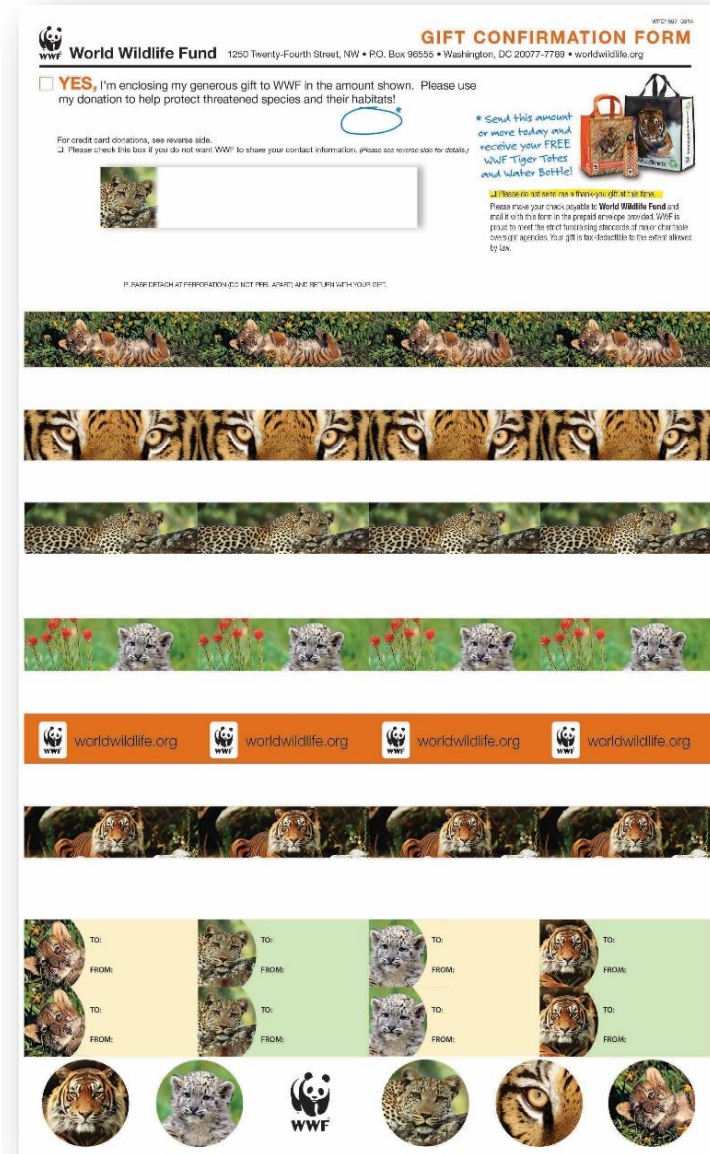 WFC1597 0314
GIFT CONFIRMATION FORM
WWF World Wildlife Fund 1250 Twenty-Fourth Street, NW • P.O. Box 96555 • Washington, DC 20077-7789 • worldwildlife.org
☐ YES, I'm enclosing my generous gift to WWF in the amount shown. Please use
my donation to help protect threatened species and their habitats!
*
For credit card donations, see reverse side.
❑ Please check this box if you do not want WWF to share your contact information. (Please see reverse side for details.)
* Send this amount
or more today and
receive your FREE
WWF Tiger Totes
and Water Bottle!
❑ Please do not send me a thank-you gift at this time.
Please make your check payable to World Wildlife Fund and
mail it with this form in the prepaid envelope provided. WWF is
proud to meet the strict fundraising standards of major charitable
oversight agencies. Your gift is tax-deductible to the extent allowed
by law.
PLEASE DETACH AT PERFORATION (DO NOT PEEL APART) AND RETURN WITH YOUR GIFT.
WWF worldwildlife.org WWF worldwildlife.org WWF worldwildlife.org WWF worldwildlife.org
TO: TO: TO: TO:
FROM: FROM: FROM: FROM:
TO: TO: TO: TO:
FROM: FROM: FROM: FROM:
WWF